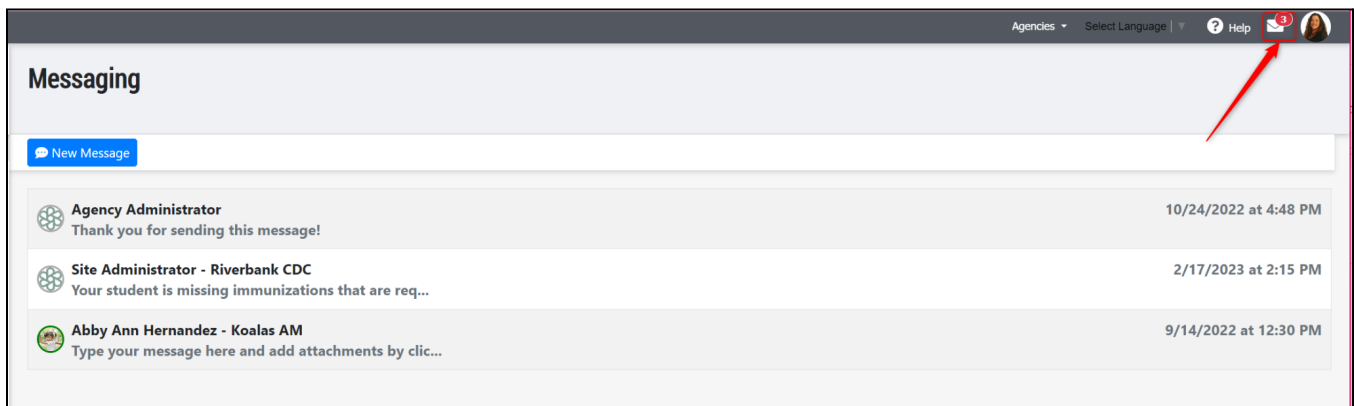 Agencies Select Language Help 3
Messaging
New Message
Agency Administrator 10/24/2022 at 4:48 PM
Thank you for sending this message!
Site Administrator - Riverbank CDC 2/17/2023 at 2:15 PM
Your student is missing immunizations that are req...
Abby Ann Hernandez - Koalas AM 9/14/2022 at 12:30 PM
Type your message here and add attachments by clic...